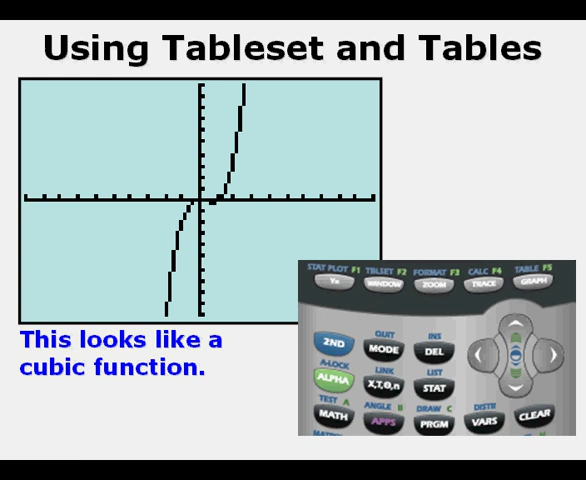 Using Tableset and Tables
This looks like a
cubic function.
STAT PLOT F1 TBLSET F2 FORMAT F3 CALC F4 TABLE F5
Y= WINDOW ZOOM TRACE GRAPH
QUIT INS
2ND MODE DEL
A-LOCK LINK LIST
ALPHA X,T,Θ,n STAT
TEST A ANGLE B DRAW C DISTR
MATH APPS PRGM VARS CLEAR